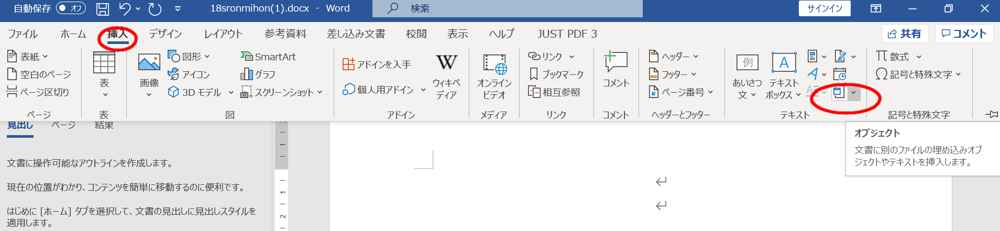 自動保存 オフ
18sronmihon(1).docx - Word
検索
サインイン
ファイル ホーム 挿入 デザイン レイアウト 参考資料 差し込み文書 校閲 表示 ヘルプ JUST PDF 3
共有 コメント
表紙
空白のページ
ページ区切り
ページ
表
表
画像
図形
アイコン
3D モデル
SmartArt
グラフ
スクリーンショット
図
アドインを入手
個人用アドイン
ウィキペ
ディア
アドイン
オンライン
ビデオ
メディア
リンク
ブックマーク
相互参照
リンク
コメント
コメント
ヘッダー
フッター
ページ番号
ヘッダーとフッター
例
あいさつ
文
A
テキスト
ボックス
テキスト
数式
記号と特殊文字
記号と特殊文字
見出し ページ 結果
文書に操作可能なアウトラインを作成します。
現在の位置がわかり、コンテンツを簡単に移動するのに便利です。
はじめに [ホーム] タブを選択して、文書の見出しに見出しスタイルを
適用します。
1
1
2
オブジェクト
文書に別のファイルの埋め込みオブ
ジェクトやテキストを挿入します。